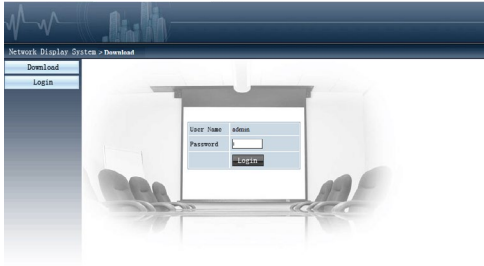 Network Display System > Download
Download
Login
User Name admin
Password
Login